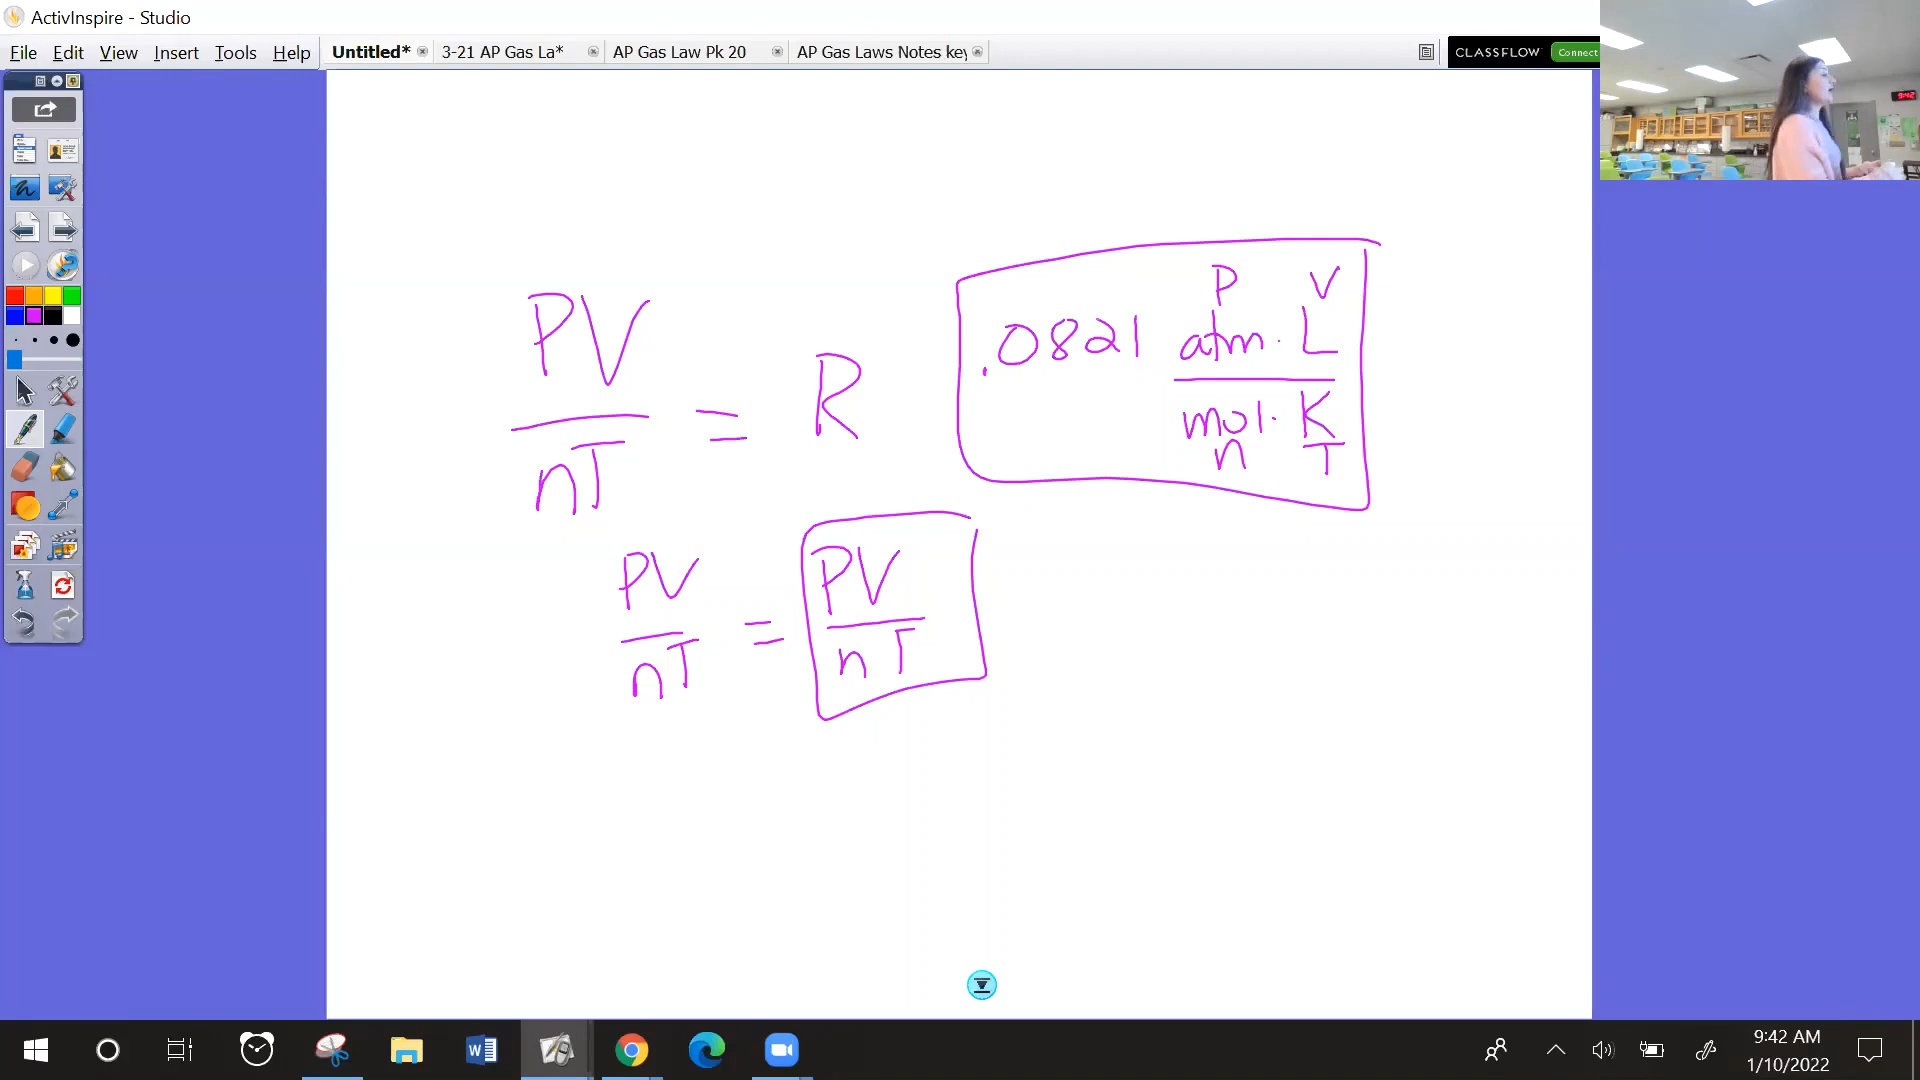 ActivInspire - Studio
File Edit View Insert Tools Help
Untitled* 3-21 AP Gas La* AP Gas Law Pk 20 AP Gas Laws Notes key
CLASSFLOW Connect
9:42
PV
nT
= R
.0821
P V
atm · L
mol · K
n T
PV
nT
=
PV
nT
9:42 AM
1/10/2022